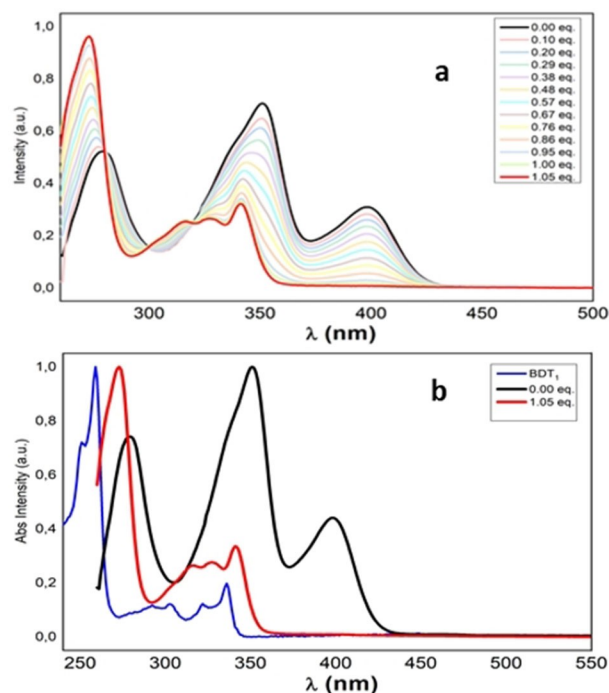 1,0
0,8
0,6
0,4
0,2
0,0
Intensity (a.u.)
a
0.00 eq.
0.10 eq.
0.20 eq.
0.29 eq.
0.38 eq.
0.48 eq.
0.57 eq.
0.67 eq.
0.76 eq.
0.86 eq.
0.95 eq.
1.00 eq.
1.05 eq.
300 350 400 450 500
λ (nm)
1,0
0,8
0,6
0,4
0,2
0,0
Abs Intensity (a.u.)
b
BDT₁
0.00 eq.
1.05 eq.
250 300 350 400 450 500 550
λ (nm)